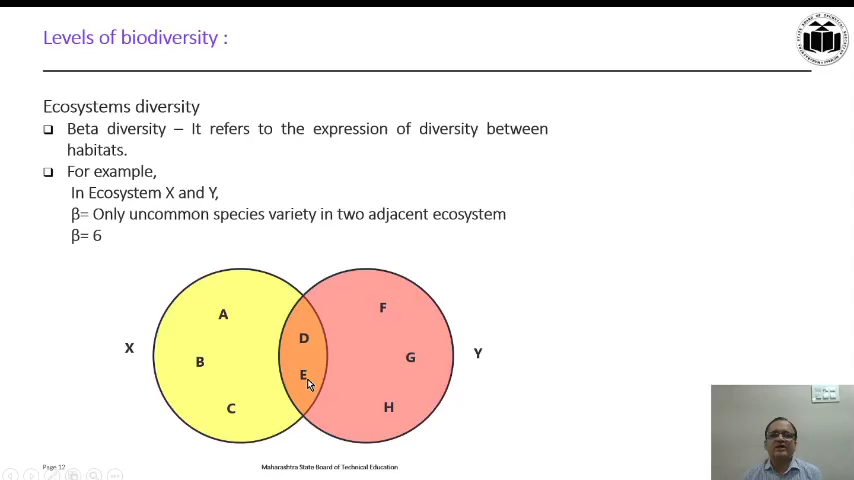 Levels of biodiversity :
Ecosystems diversity
Beta diversity – It refers to the expression of diversity between
habitats.
For example,
In Ecosystem X and Y,
β= Only uncommon species variety in two adjacent ecosystem
β= 6
A
F
D
X
B
G
Y
E
C
H
Page 12
Maharashtra State Board of Technical Education